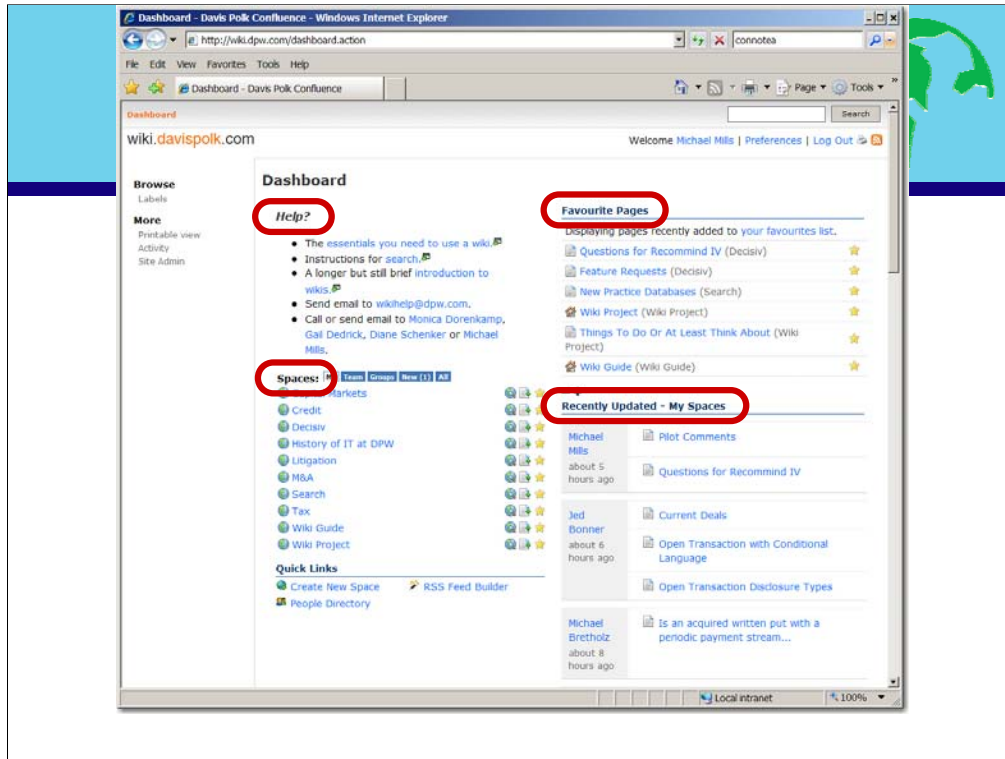 Dashboard - Davis Polk Confluence - Windows Internet Explorer
http://wiki.dpw.com/dashboard.action
connotea
File Edit View Favorites Tools Help
Dashboard - Davis Polk Confluence
Page Tools
Dashboard
Search
wiki.davispolk.com
Welcome Michael Mills | Preferences | Log Out
Browse
Labels
More
Printable view
Activity
Site Admin
Dashboard
Help?
The essentials you need to use a wiki.
Instructions for search.
A longer but still brief introduction to
wikis.
Send email to wikihelp@dpw.com.
Call or send email to Monica Dorenkamp,
Gail Dedrick, Diane Schenker or Michael
Mills.
Spaces: Team Groups New (1) All
Markets
Credit
Decisiv
History of IT at DPW
Litigation
M&A
Search
Tax
Wiki Guide
Wiki Project
Quick Links
Create New Space RSS Feed Builder
People Directory
Favourite Pages
Displaying pages recently added to your favourites list.
Questions for Recommind IV (Decisiv)
Feature Requests (Decisiv)
New Practice Databases (Search)
Wiki Project (Wiki Project)
Things To Do Or At Least Think About (Wiki
Project)
Wiki Guide (Wiki Guide)
Recently Updated - My Spaces
Michael
Mills
about 5
hours ago
Pilot Comments
Questions for Recommind IV
Jed
Bonner
about 6
hours ago
Current Deals
Open Transaction with Conditional
Language
Open Transaction Disclosure Types
Michael
Bretholz
about 8
hours ago
Is an acquired written put with a
periodic payment stream...
Local intranet
100%